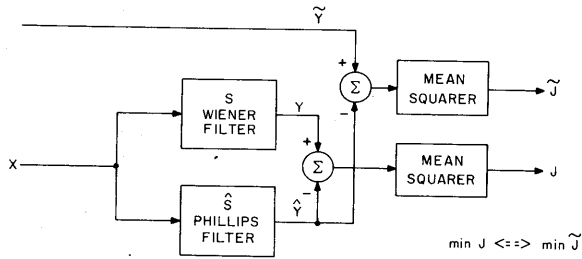 Ỹ
+
Σ
−
MEAN SQUARER
J̃
S
WIENER FILTER
Y
+
Σ
−
MEAN SQUARER
J
X
Ŝ
PHILLIPS FILTER
Ŷ
min J <==> min J̃